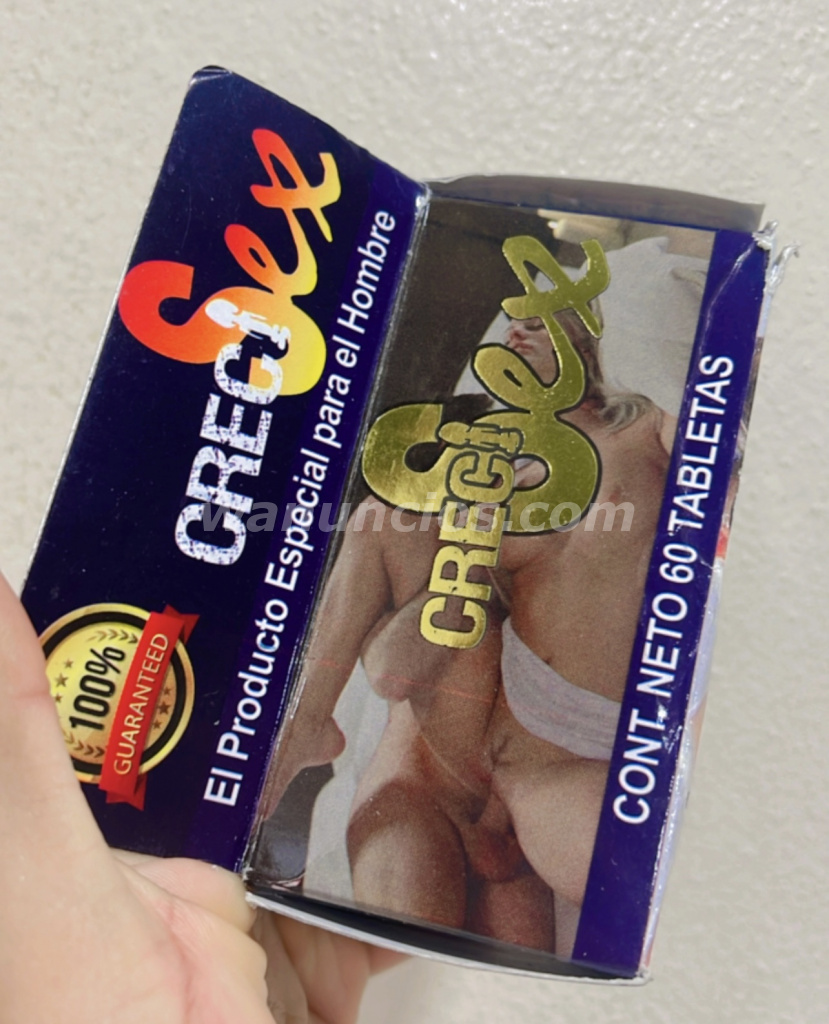 CRECI
Sex
El Producto Especial para el Hombre
100%
GUARANTEED
CRECI
Sex
CONT. NETO 60 TABLETAS